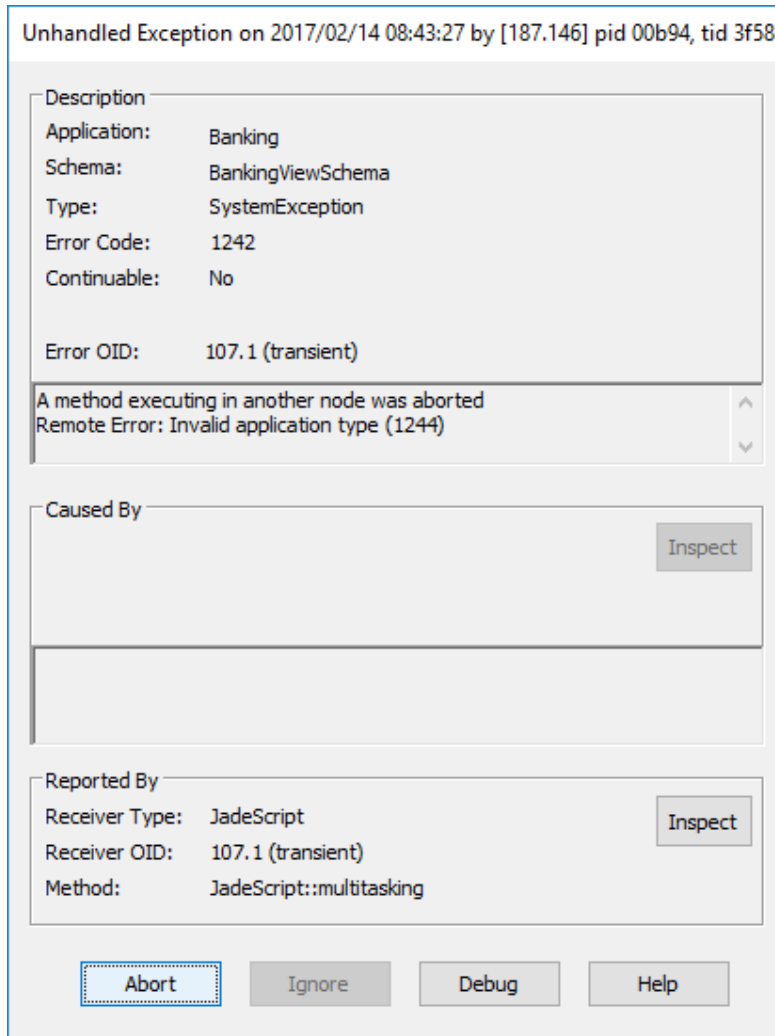 Unhandled Exception on 2017/02/14 08:43:27 by [187.146] pid 00b94, tid 3f58
Description
Application: Banking
Schema: BankingViewSchema
Type: SystemException
Error Code: 1242
Continuable: No
Error OID: 107.1 (transient)
A method executing in another node was aborted
Remote Error: Invalid application type (1244)
Caused By
Inspect
Reported By
Receiver Type: JadeScript
Inspect
Receiver OID: 107.1 (transient)
Method: JadeScript::multitasking
Abort Ignore Debug Help